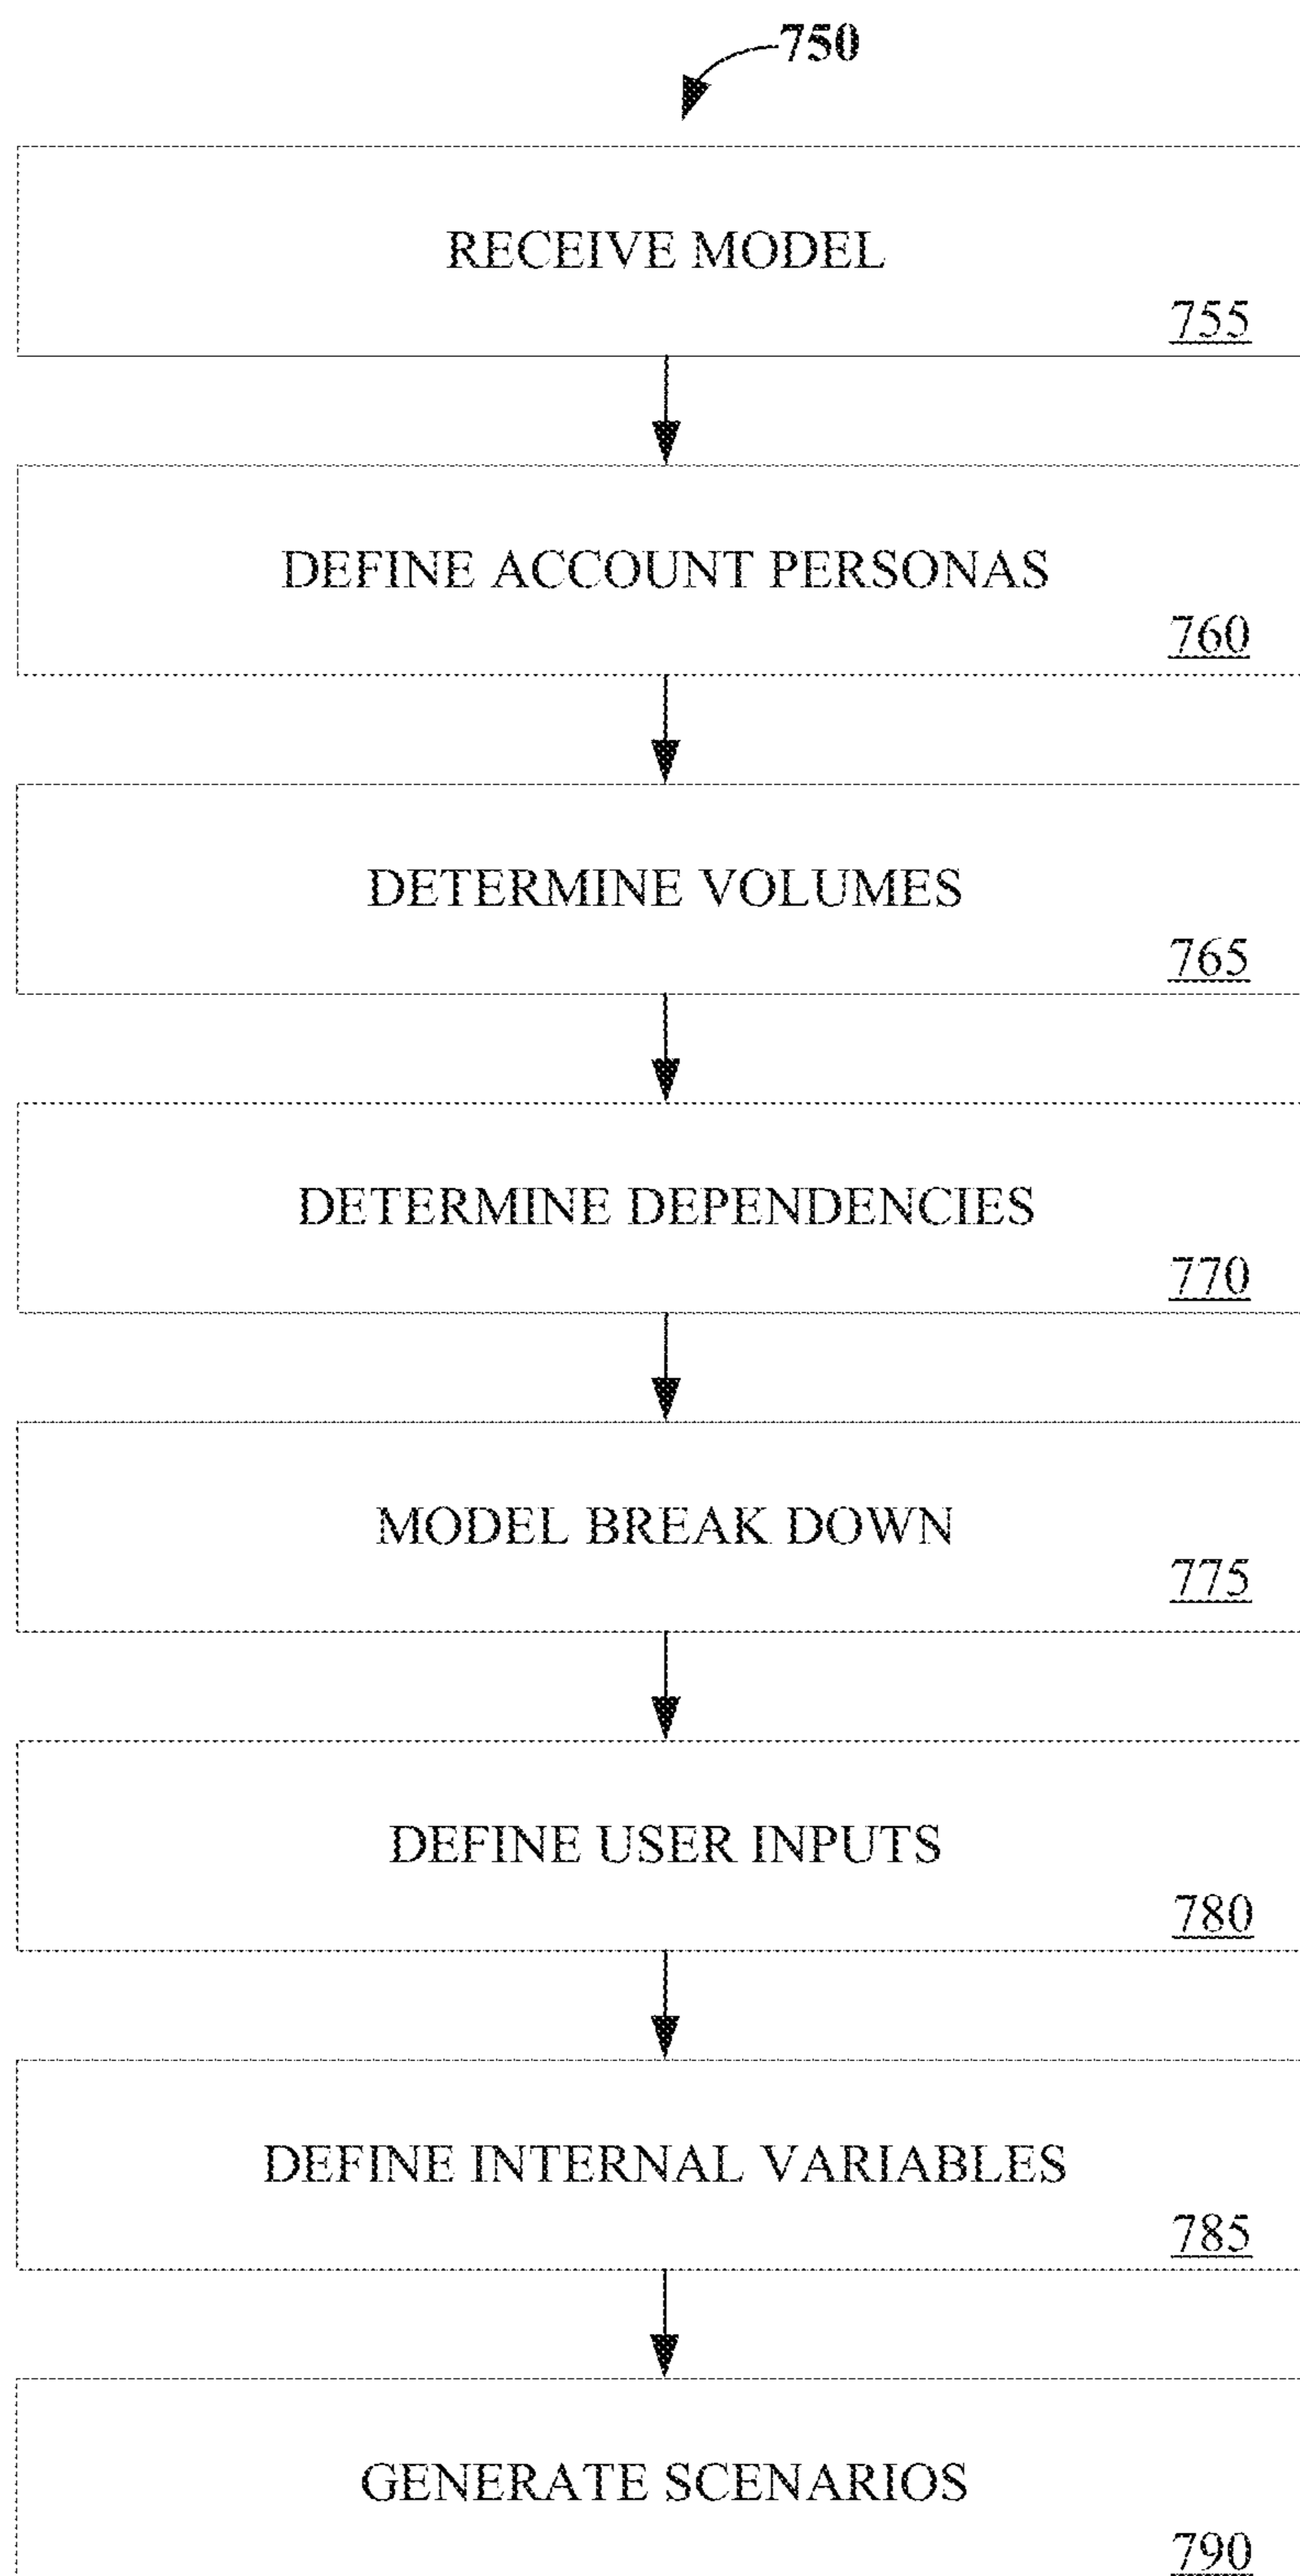 750
RECEIVE MODEL
755
DEFINE ACCOUNT PERSONAS
760
DETERMINE VOLUMES
765
DETERMINE DEPENDENCIES
770
MODEL BREAK DOWN
775
DEFINE USER INPUTS
780
DEFINE INTERNAL VARIABLES
785
GENERATE SCENARIOS
790